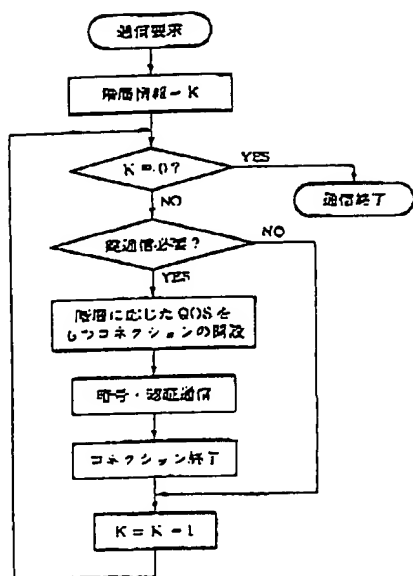 通信要求
階層情報→K
K=0?
YES
通信終了
NO
通信必要?
NO
YES
階層に応じたQOSを
もつコネクションの開設
暗号・認証通信
コネクション終了
K=K-1